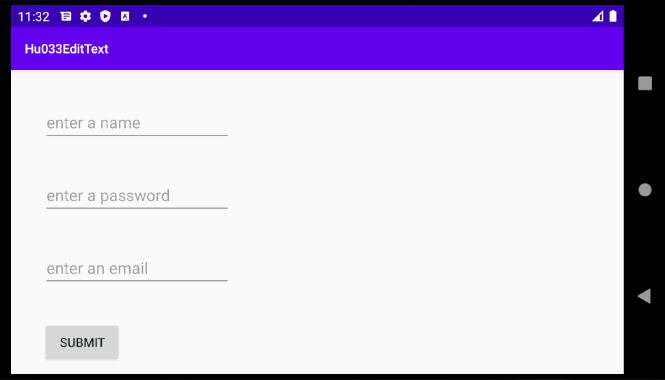 11:32
Hu033EditText
enter a name
enter a password
enter an email
SUBMIT